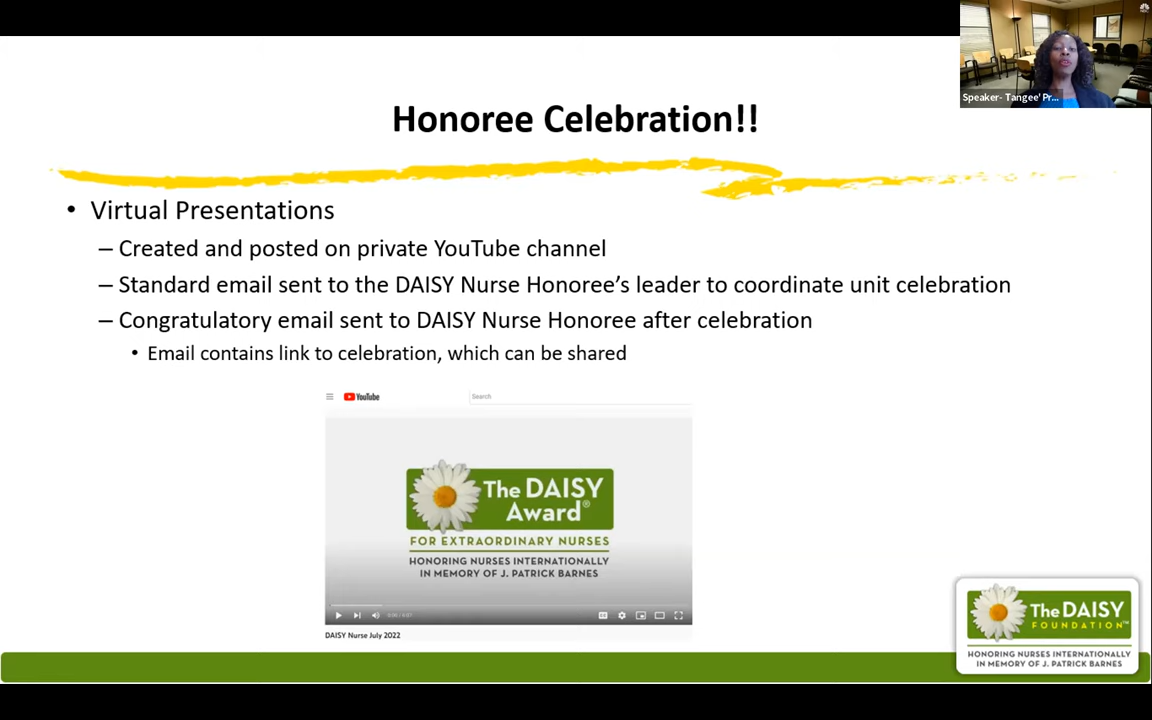 Speaker- Tangee' Pr...
Honoree Celebration!!
• Virtual Presentations
– Created and posted on private YouTube channel
– Standard email sent to the DAISY Nurse Honoree's leader to coordinate unit celebration
– Congratulatory email sent to DAISY Nurse Honoree after celebration
• Email contains link to celebration, which can be shared
YouTube
Search
The DAISY
Award®
FOR EXTRAORDINARY NURSES
HONORING NURSES INTERNATIONALLY
IN MEMORY OF J. PATRICK BARNES
DAISY Nurse July 2022
The DAISY
FOUNDATION™
HONORING NURSES INTERNATIONALLY
IN MEMORY OF J. PATRICK BARNES